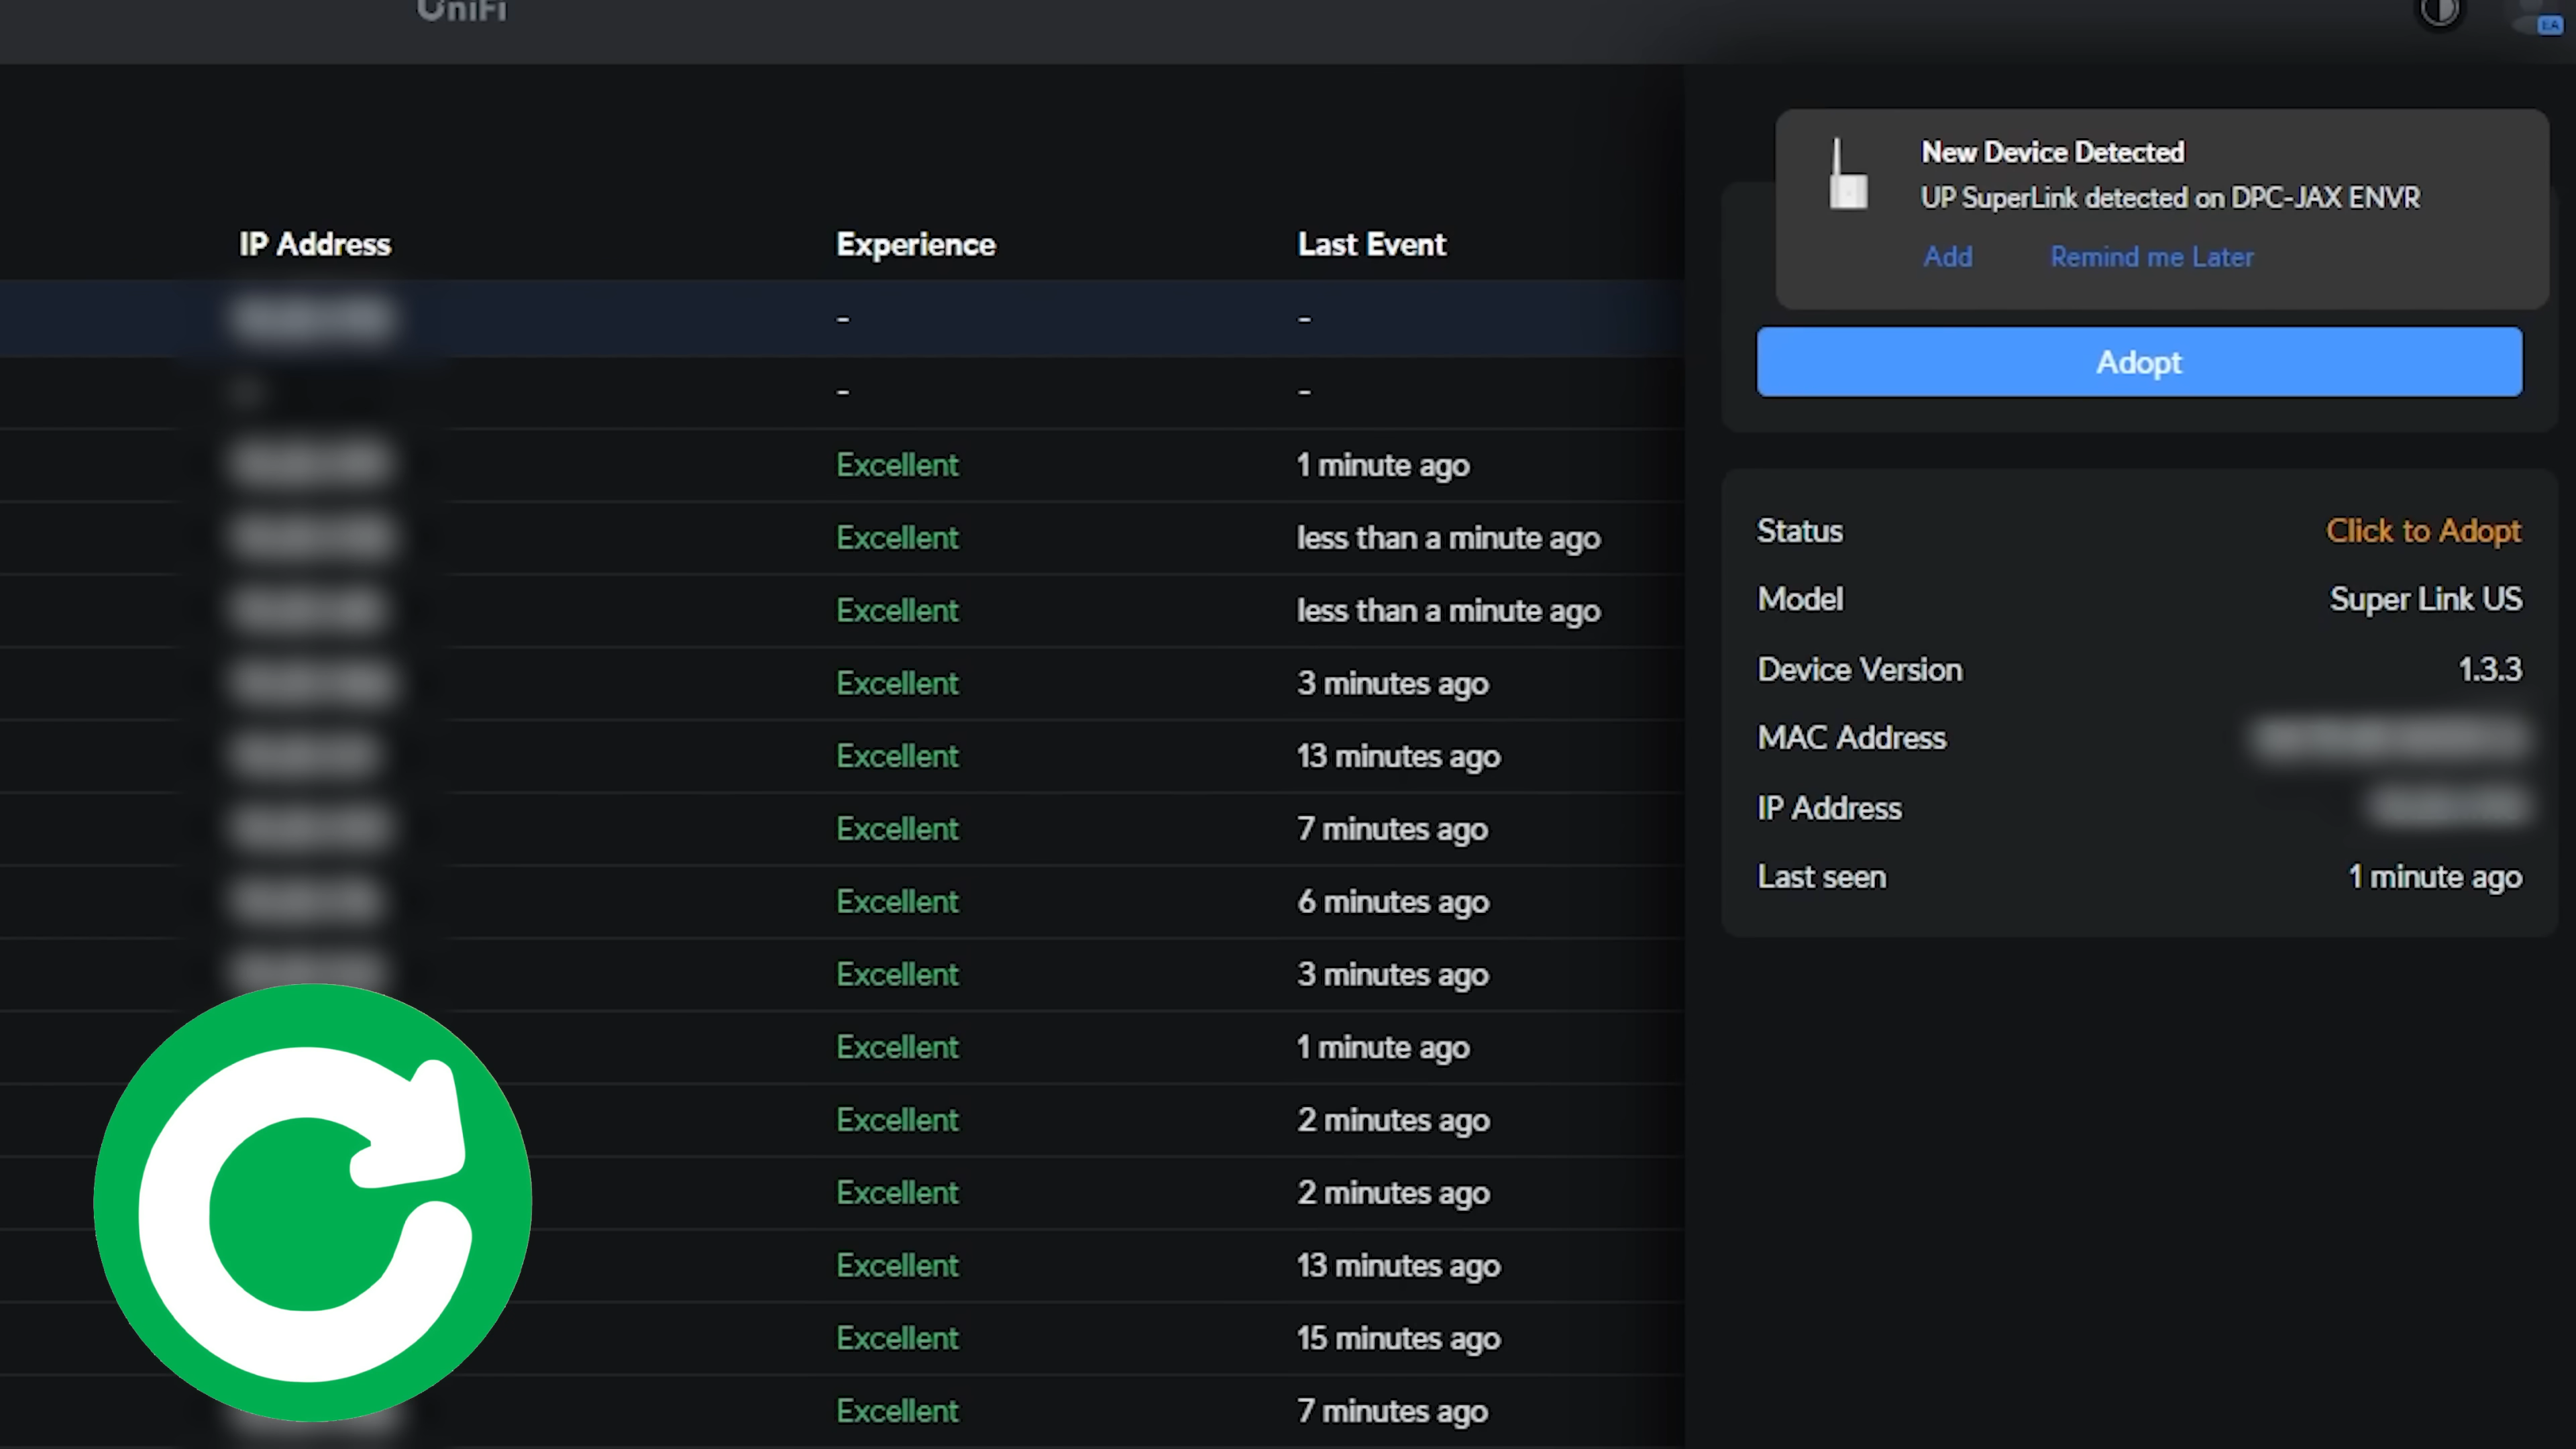 UniFi
EA
New Device Detected
UP SuperLink detected on DPC-JAX ENVR
Add Remind me Later
Adopt
IP Address Experience Last Event
- -
- -
Excellent 1 minute ago
Excellent less than a minute ago
Excellent less than a minute ago
Excellent 3 minutes ago
Excellent 13 minutes ago
Excellent 7 minutes ago
Excellent 6 minutes ago
Excellent 3 minutes ago
Excellent 1 minute ago
Excellent 2 minutes ago
Excellent 2 minutes ago
Excellent 13 minutes ago
Excellent 15 minutes ago
Excellent 7 minutes ago
Status Click to Adopt
Model Super Link US
Device Version 1.3.3
MAC Address
IP Address
Last seen 1 minute ago